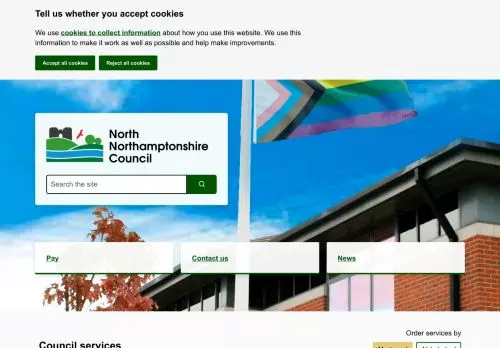 Tell us whether you accept cookies
We use cookies to collect information about how you use this website. We use
this information to make it work as well as possible and help make improvements.
Accept all cookies
Reject all cookies
North
Northamptonshire
Council
Search the site
Pay
Contact us
News
Order services by
Council services